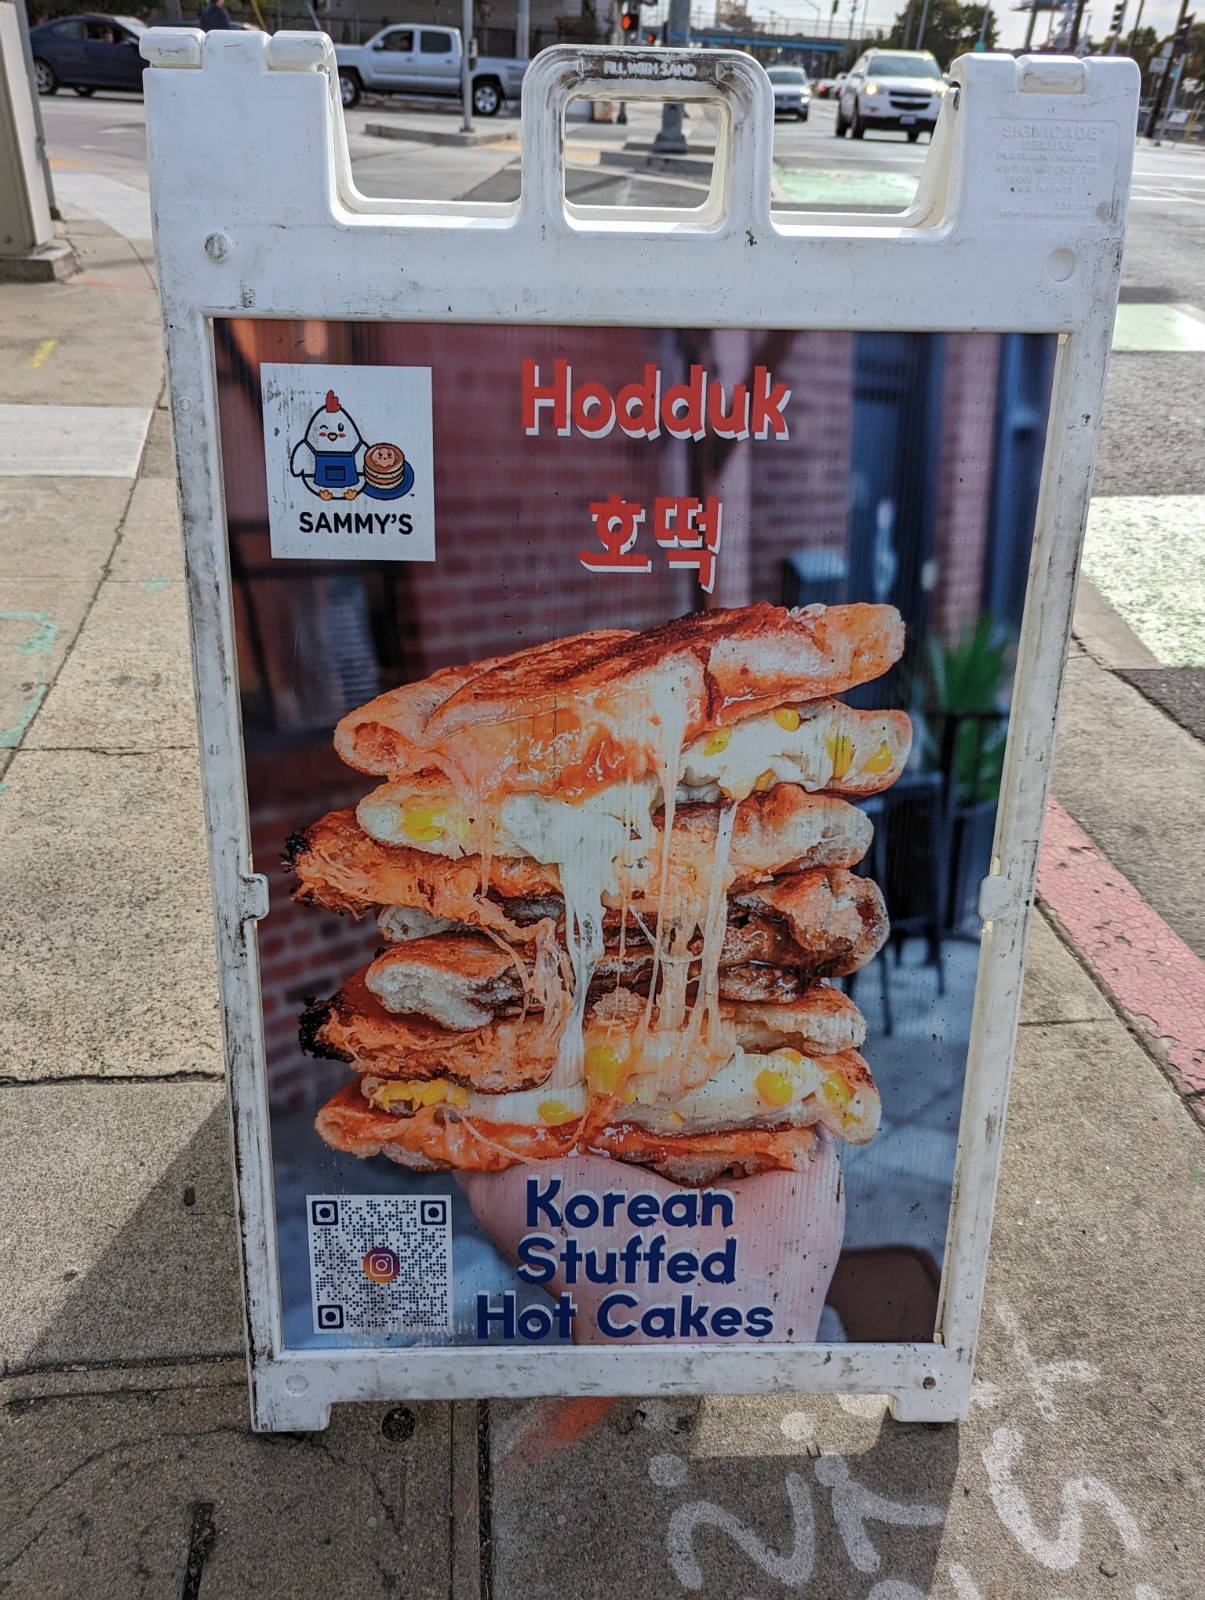 FILL WITH SAND
SIGNICADE®
DELUXE
Hodduk
호떡
SAMMY'S
Korean
Stuffed
Hot Cakes